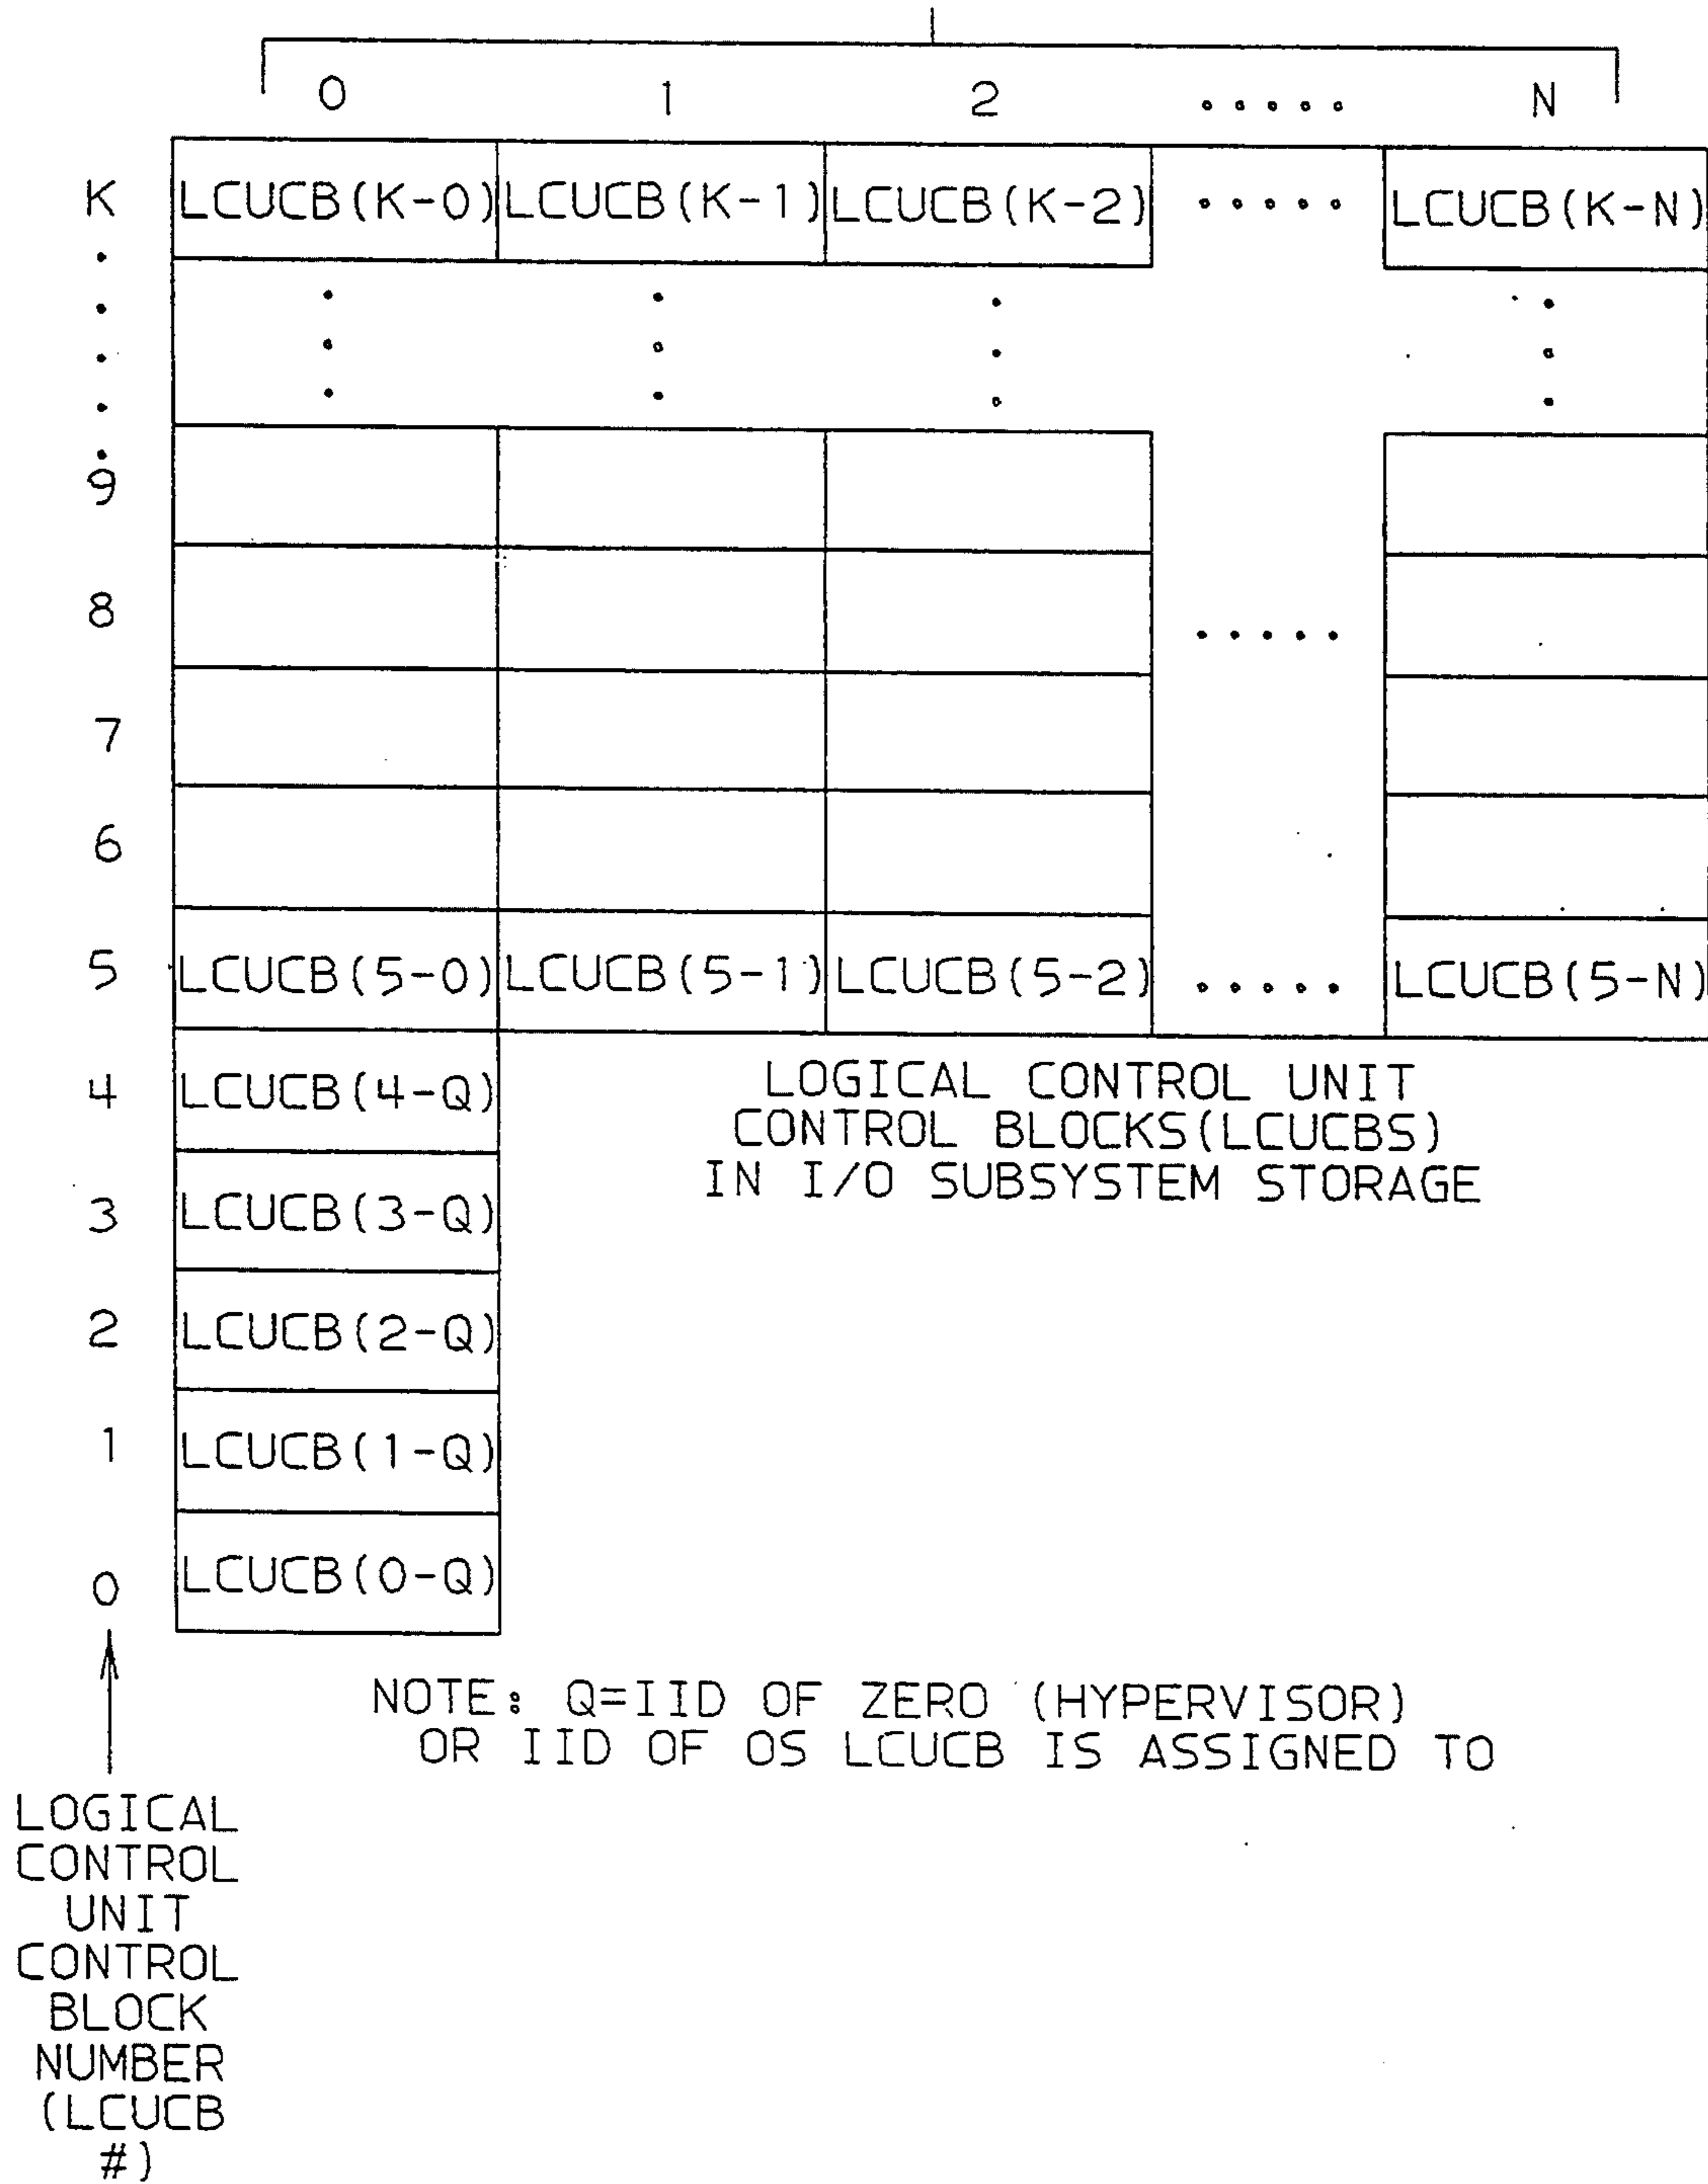 0 1 2 ..... N
K LCUCB(K-0) LCUCB(K-1) LCUCB(K-2) ..... LCUCB(K-N)
9
8 .....
7
6
5 LCUCB(5-0) LCUCB(5-1) LCUCB(5-2) ..... LCUCB(5-N)
4 LCUCB(4-Q)
3 LCUCB(3-Q)
2 LCUCB(2-Q)
1 LCUCB(1-Q)
0 LCUCB(0-Q)
LOGICAL CONTROL UNIT
CONTROL BLOCKS(LCUCBS)
IN I/O SUBSYSTEM STORAGE
NOTE: Q=IID OF ZERO (HYPERVISOR)
OR IID OF OS LCUCB IS ASSIGNED TO
LOGICAL
CONTROL
UNIT
CONTROL
BLOCK
NUMBER
(LCUCB
#)